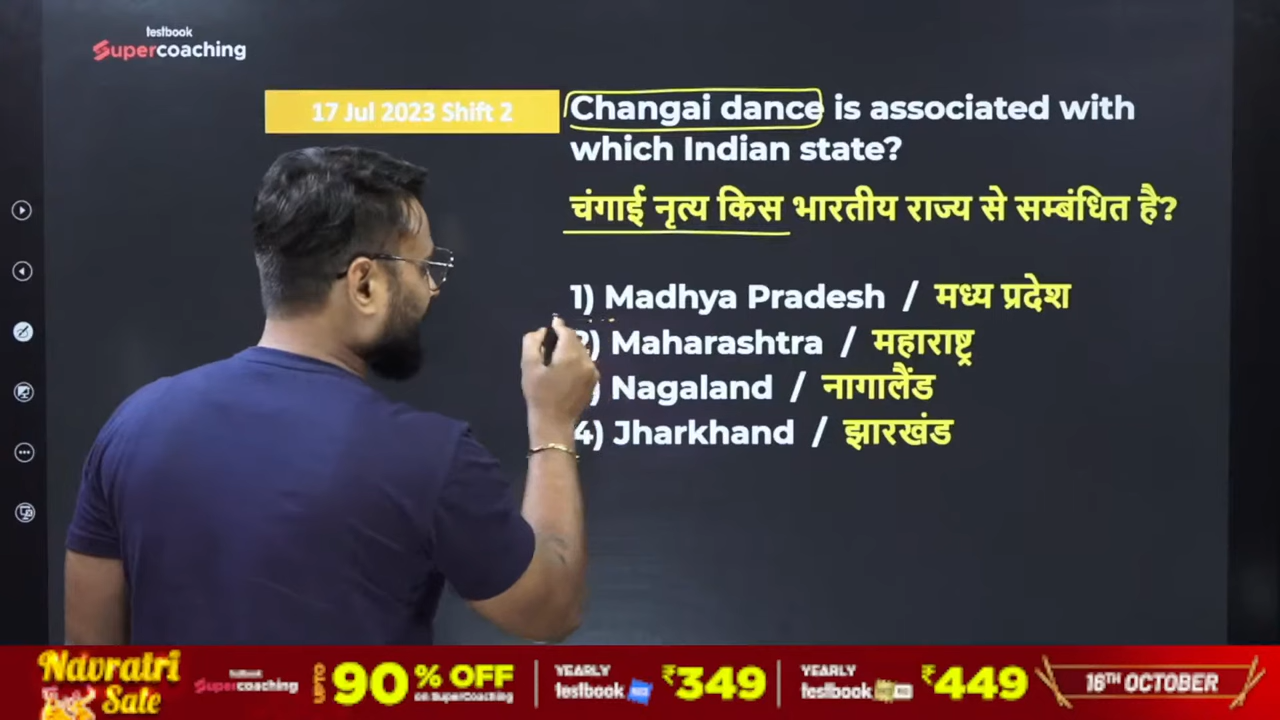 testbook
Supercoaching
17 Jul 2023 Shift 2
Changai dance is associated with
which Indian state?
चंगाई नृत्य किस भारतीय राज्य से सम्बंधित है?
1) Madhya Pradesh / मध्य प्रदेश
2) Maharashtra / महाराष्ट्र
Nagaland / नागालैंड
4) Jharkhand / झारखंड
Navratri
Sale
testbook
Supercoaching
UPTO 90% OFF
on SuperCoaching
YEARLY
testbook
₹349
YEARLY
testbook
₹449
16TH OCTOBER